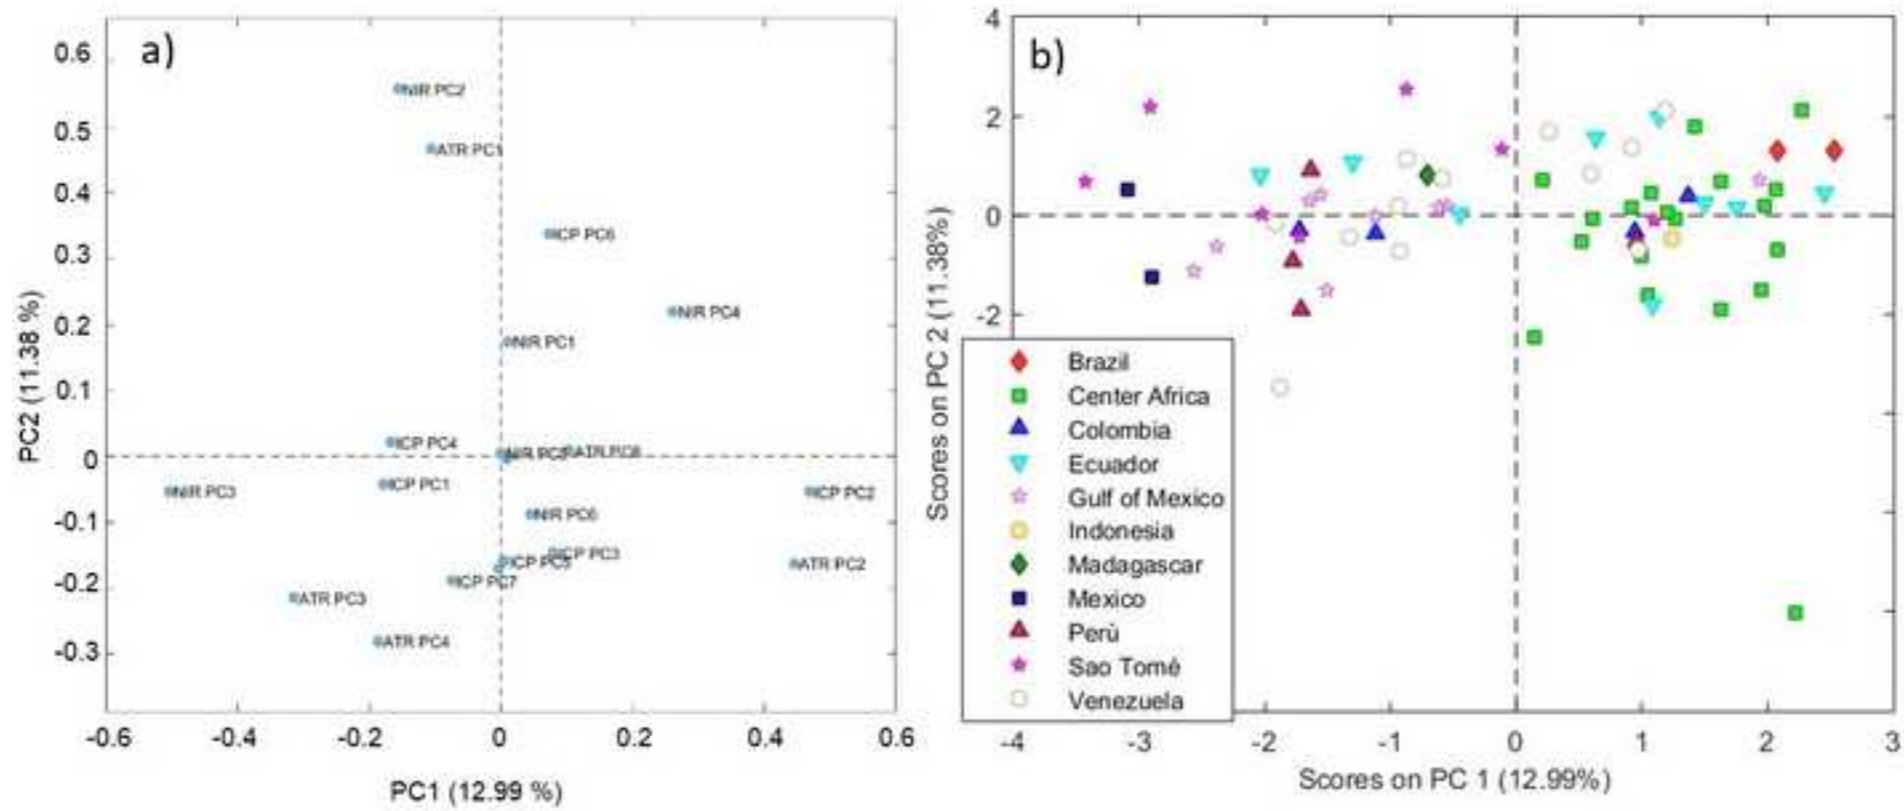 a)
0.6
0.5
0.4
0.3
0.2
0.1
0
-0.1
-0.2
-0.3
PC2 (11.38 %)
NIR PC2
ATR PC1
ICP PC6
NIR PC4
NIR PC1
ICP PC4
NIR PC3
ICP PC1
ICP PC2
NIR PC6
ICP PC3
ICP PC5
ATR PC2
ICP PC7
ATR PC3
ATR PC4
-0.6 -0.4 -0.2 0 0.2 0.4 0.6
PC1 (12.99 %)
b)
4
2
0
-2
Scores on PC 2 (11.38%)
Brazil
Center Africa
Colombia
Ecuador
Gulf of Mexico
Indonesia
Madagascar
Mexico
Perù
Sao Tomé
Venezuela
-4 -3 -2 -1 0 1 2 3
Scores on PC 1 (12.99%)